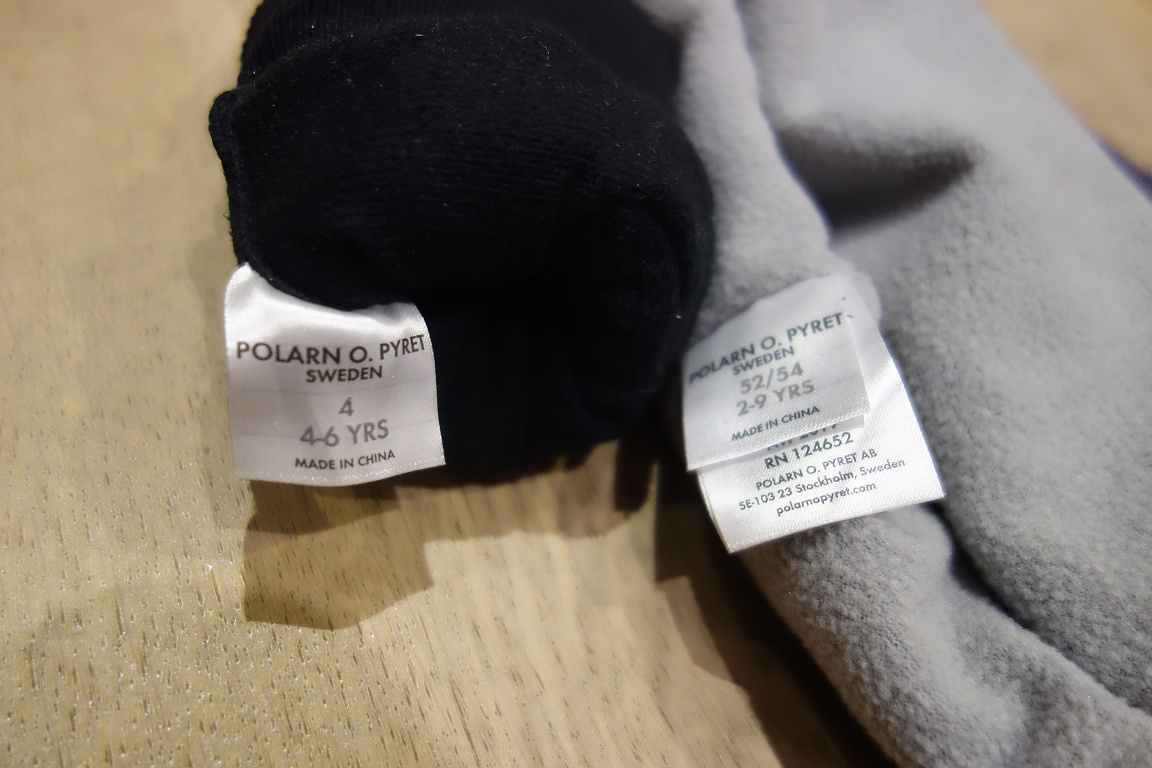 POLARN O. PYRET
SWEDEN
4
4-6 YRS
MADE IN CHINA
POLARN O. PYRET
SWEDEN
52/54
2-9 YRS
MADE IN CHINA
RN 124652
POLARN O. PYRET AB
SE-103 23 Stockholm, Sweden
polarnopyret.com